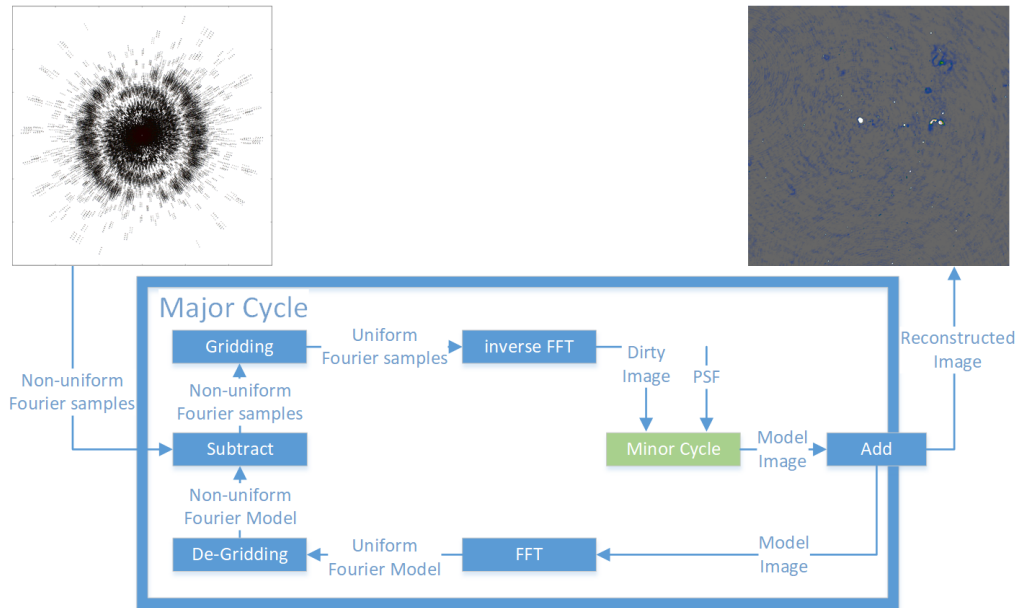 Major Cycle
Gridding
Uniform
Fourier samples
inverse FFT
Dirty
Image
PSF
Reconstructed
Image
Non-uniform
Fourier samples
Non-uniform
Fourier samples
Subtract
Minor Cycle
Model
Image
Add
Non-uniform
Fourier Model
De-Gridding
Uniform
Fourier Model
FFT
Model
Image